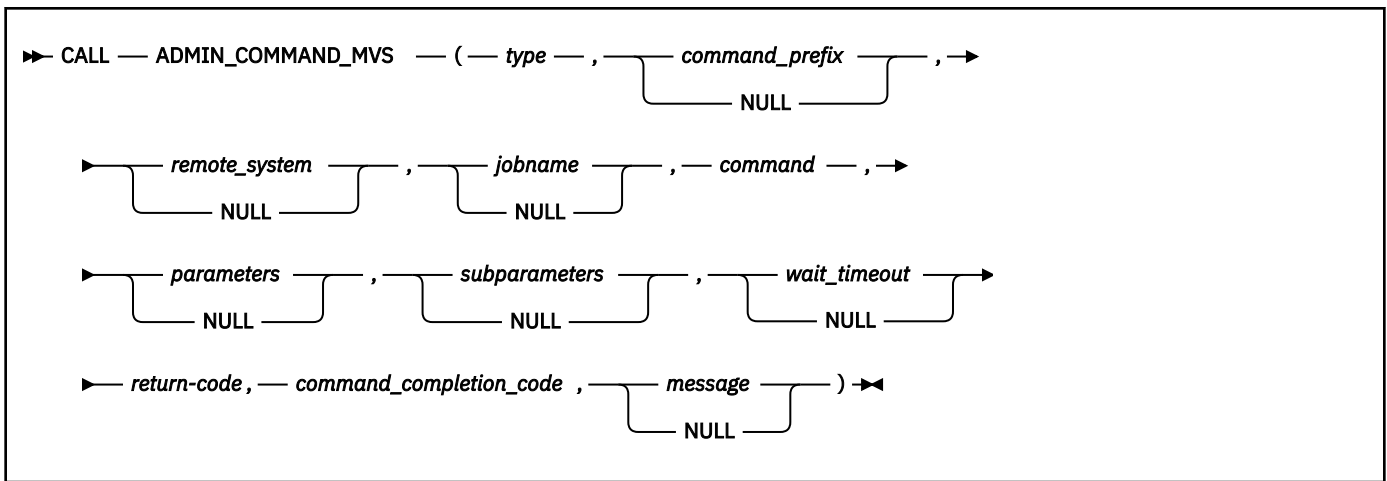 CALL ADMIN_COMMAND_MVS ( type , command_prefix ,
NULL
remote_system , jobname , command ,
NULL NULL
parameters , subparameters , wait_timeout
NULL NULL NULL
return-code , command_completion_code , message )
NULL